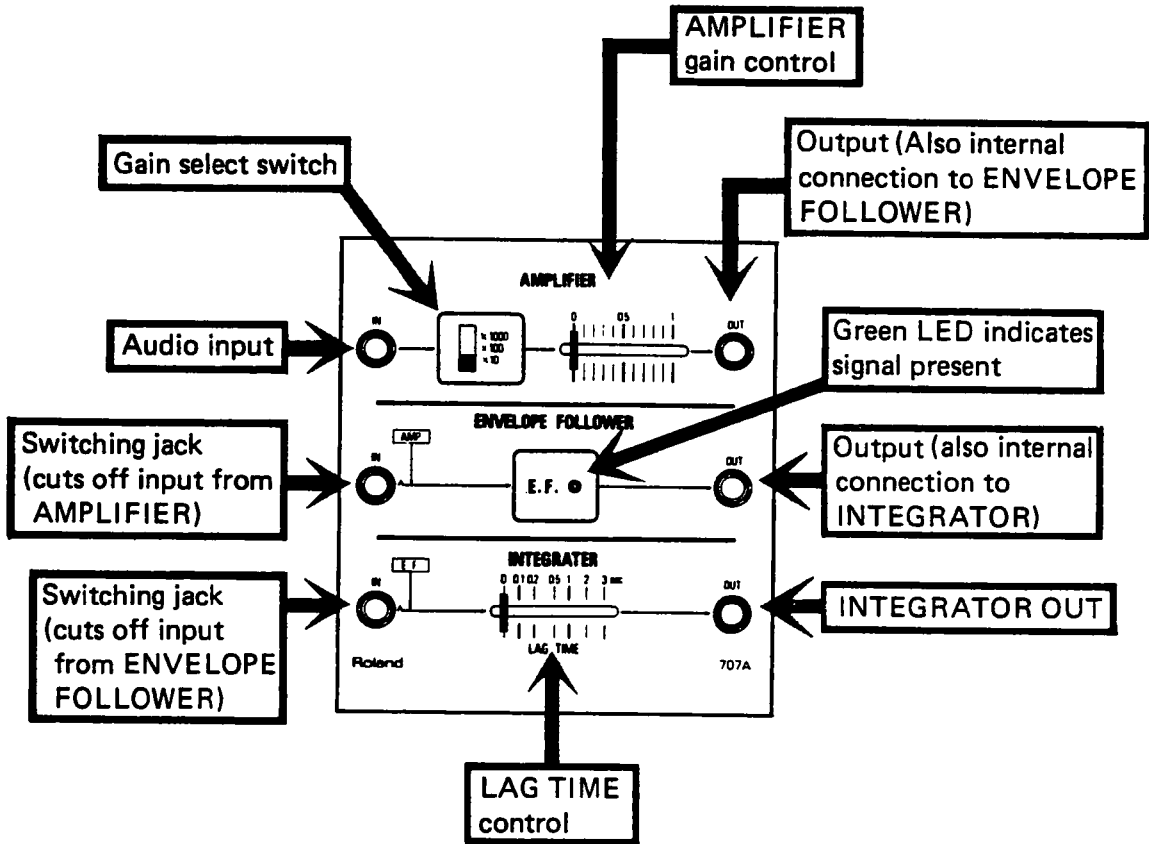 AMPLIFIER
gain control
Gain select switch
Output (Also internal
connection to ENVELOPE
FOLLOWER)
AMPLIFIER
Audio input
IN
x 1000
x 100
x 10
0 0.5 1
OUT
Green LED indicates
signal present
ENVELOPE FOLLOWER
Switching jack
(cuts off input from
AMPLIFIER)
IN
AMP
E.F.
OUT
Output (also internal
connection to
INTEGRATOR)
INTEGRATER
Switching jack
(cuts off input
from ENVELOPE
FOLLOWER)
IN
E F
0 0.1 0.2 0.5 1 2 3 sec
LAG TIME
OUT
INTEGRATOR OUT
Roland
707A
LAG TIME
control